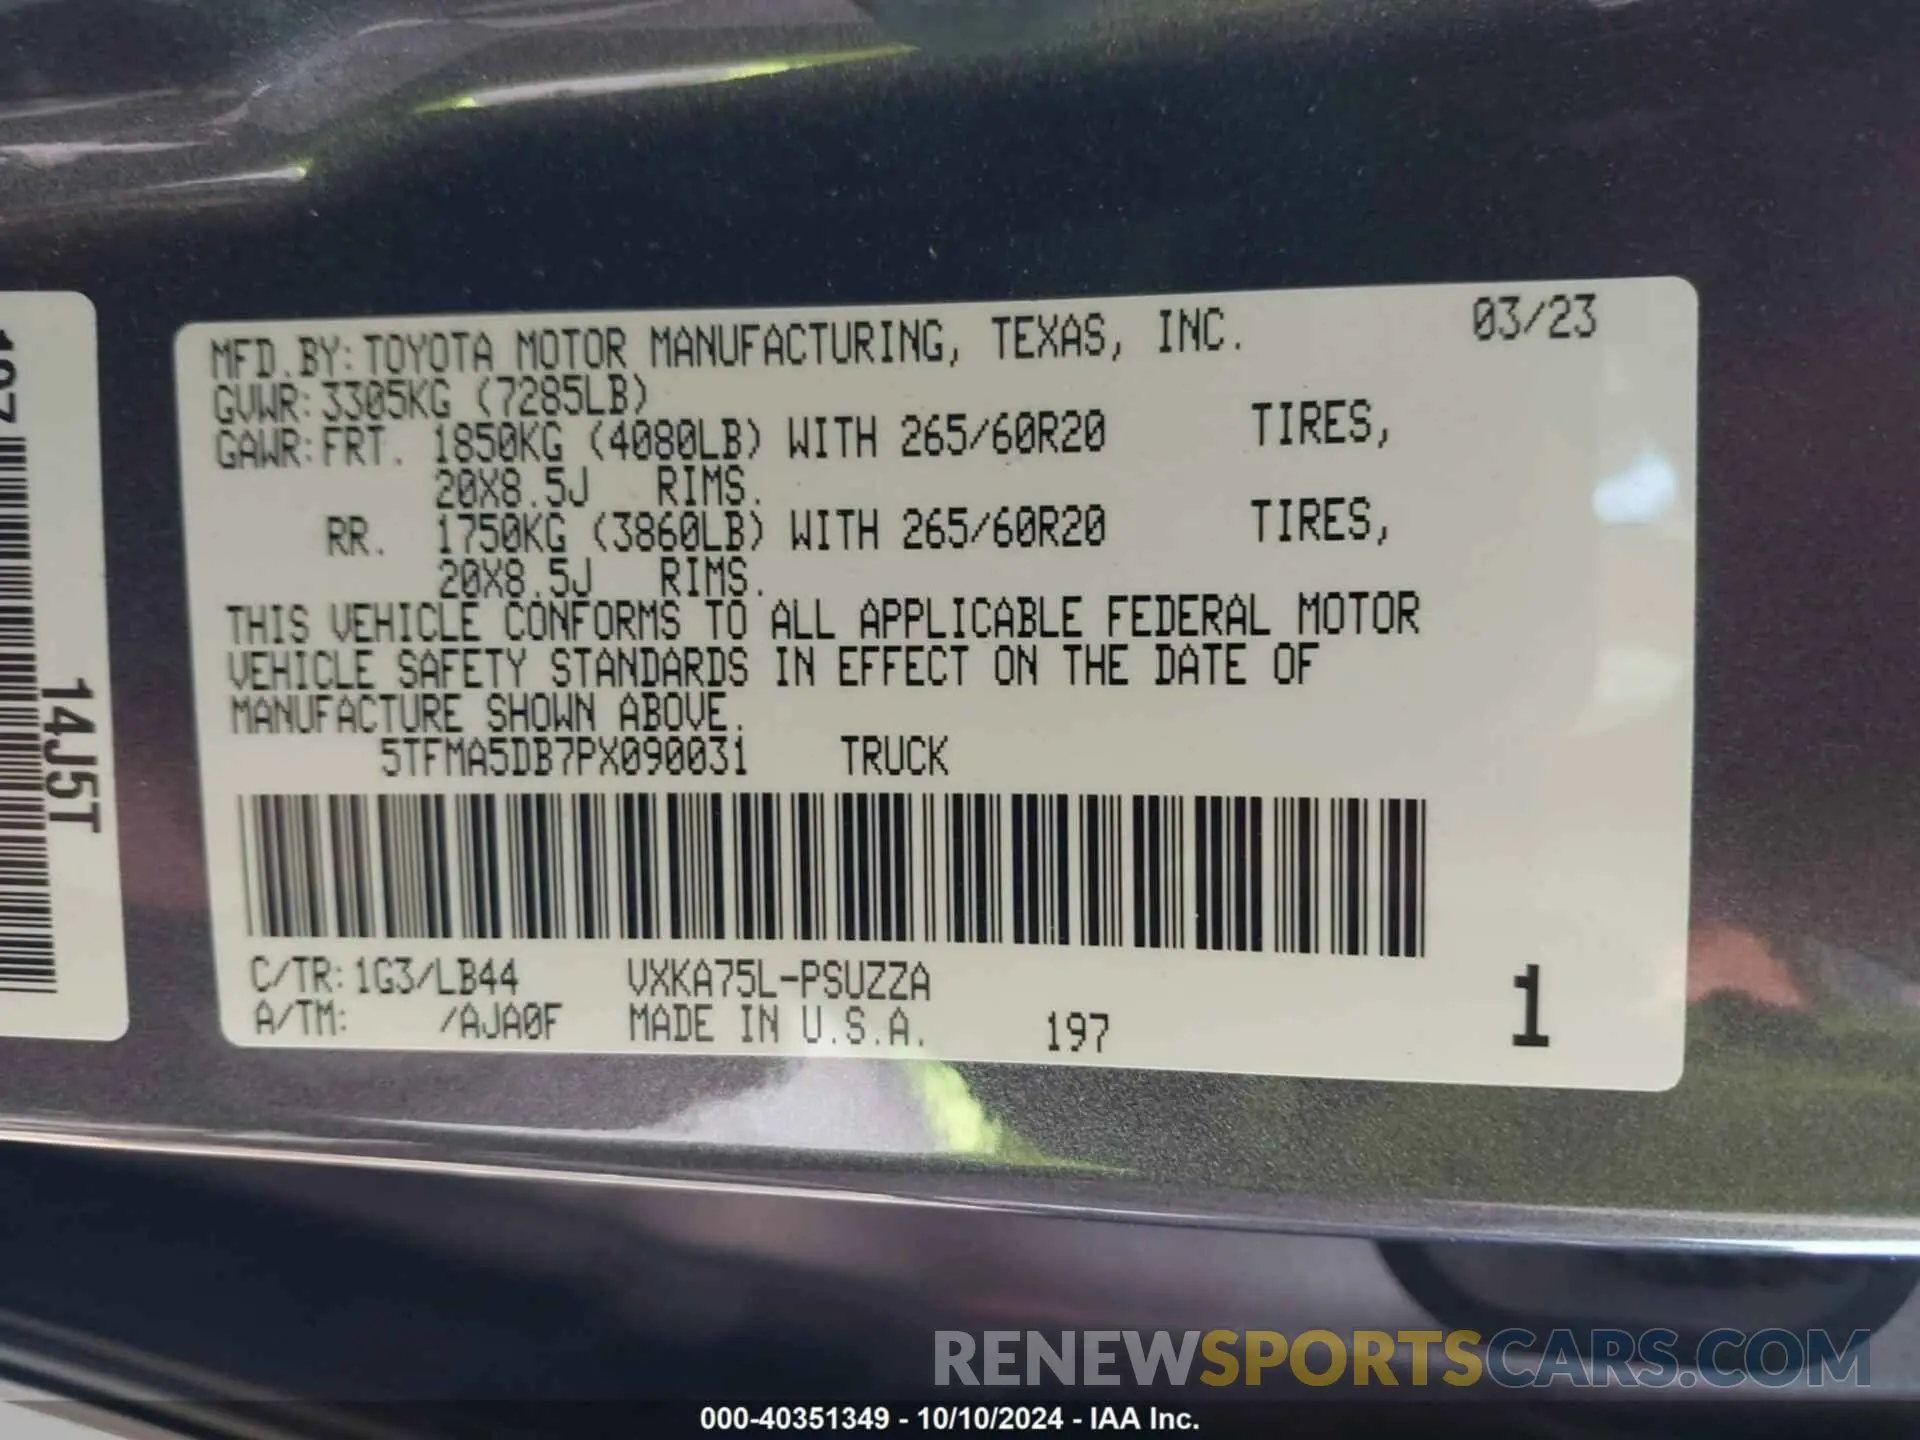 MFD.BY:TOYOTA MOTOR MANUFACTURING, TEXAS, INC. 03/23
GVWR:3305KG (7285LB)
GAWR:FRT. 1850KG (4080LB) WITH 265/60R20 TIRES,
20X8.5J RIMS.
RR. 1750KG (3860LB) WITH 265/60R20 TIRES,
20X8.5J RIMS.
THIS VEHICLE CONFORMS TO ALL APPLICABLE FEDERAL MOTOR
VEHICLE SAFETY STANDARDS IN EFFECT ON THE DATE OF
MANUFACTURE SHOWN ABOVE.
5TFMA5DB7PX090031 TRUCK
C/TR:1G3/LB44 VXKA75L-PSUZZA
A/TM: /AJA0F MADE IN U.S.A. 197 1
14J5T
RENEWSPORTSCARS.COM
000-40351349 - 10/10/2024 - IAA Inc.